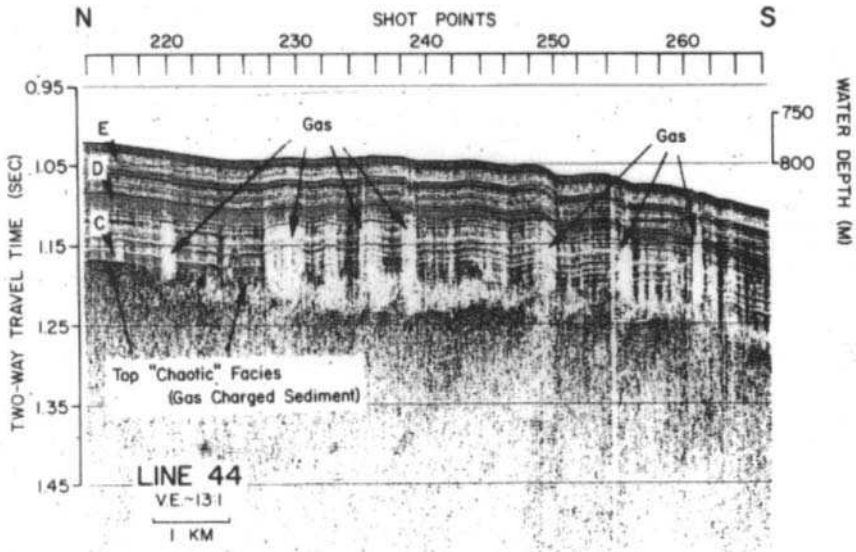 N SHOT POINTS S
220 230 240 250 260
0.95
1.05
1.15
1.25
1.35
1.45
TWO-WAY TRAVEL TIME (SEC)
750
800
WATER DEPTH (M)
E
D
C
Gas
Gas
Top "Chaotic" Facies
(Gas Charged Sediment)
LINE 44
V.E.~13:1
1 KM